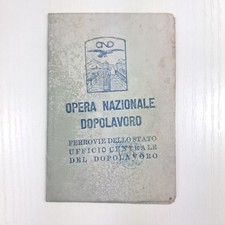 OND
OPERA NAZIONALE
DOPOLAVORO
FERROVIE DELLO STATO
UFFICIO CENTRALE
DEL DOPOLAVORO